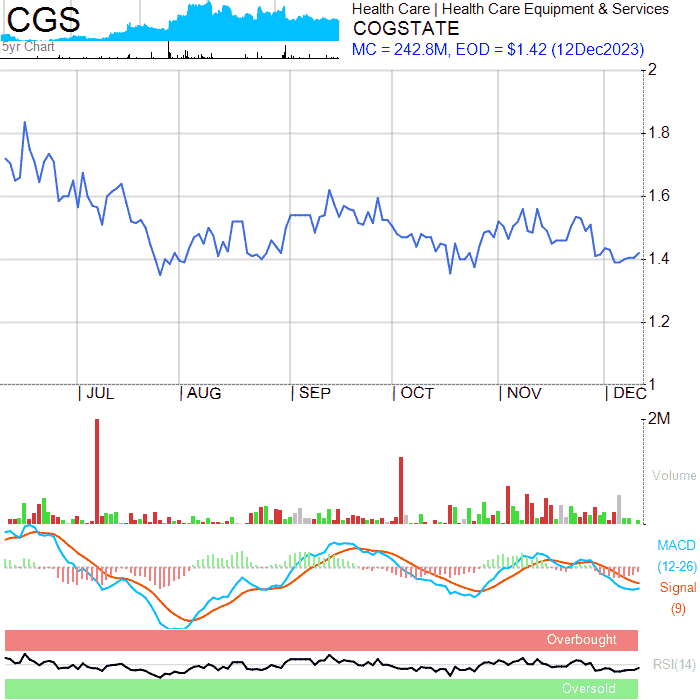 CGS
5yr Chart
Health Care | Health Care Equipment & Services
COGSTATE
MC = 242.8M, EOD = $1.42 (12Dec2023)
2
1.8
1.6
1.4
1.2
1
| JUL | AUG | SEP | OCT | NOV | DEC
2M
Volume
MACD
(12-26)
Signal
(9)
Overbought
RSI(14)
Oversold